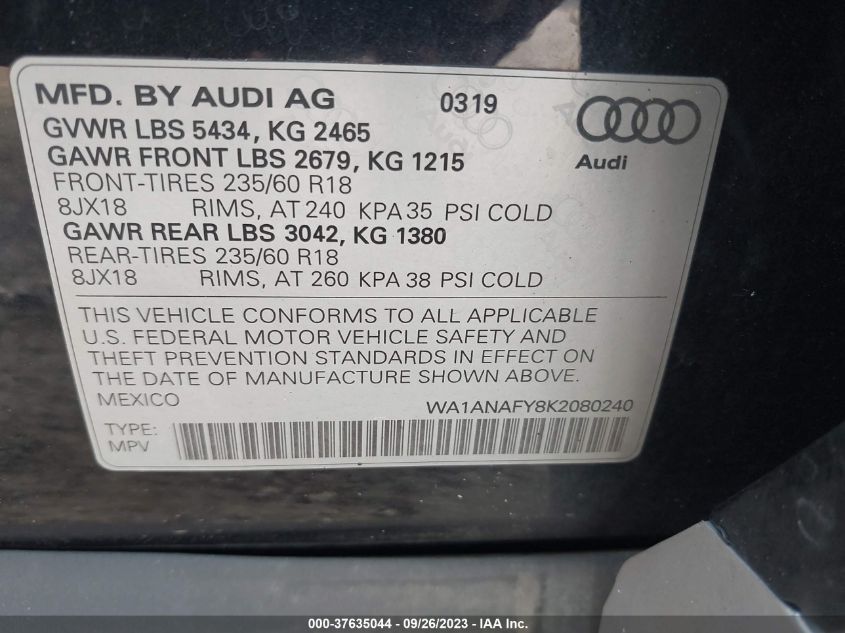 MFD. BY AUDI AG 0319
GVWR LBS 5434, KG 2465
GAWR FRONT LBS 2679, KG 1215
Audi
FRONT-TIRES 235/60 R18
8JX18 RIMS, AT 240 KPA 35 PSI COLD
GAWR REAR LBS 3042, KG 1380
REAR-TIRES 235/60 R18
8JX18 RIMS, AT 260 KPA 38 PSI COLD
THIS VEHICLE CONFORMS TO ALL APPLICABLE
U.S. FEDERAL MOTOR VEHICLE SAFETY AND
THEFT PREVENTION STANDARDS IN EFFECT ON
THE DATE OF MANUFACTURE SHOWN ABOVE.
MEXICO WA1ANAFY8K2080240
TYPE:
MPV
000-37635044 - 09/26/2023 - IAA Inc.